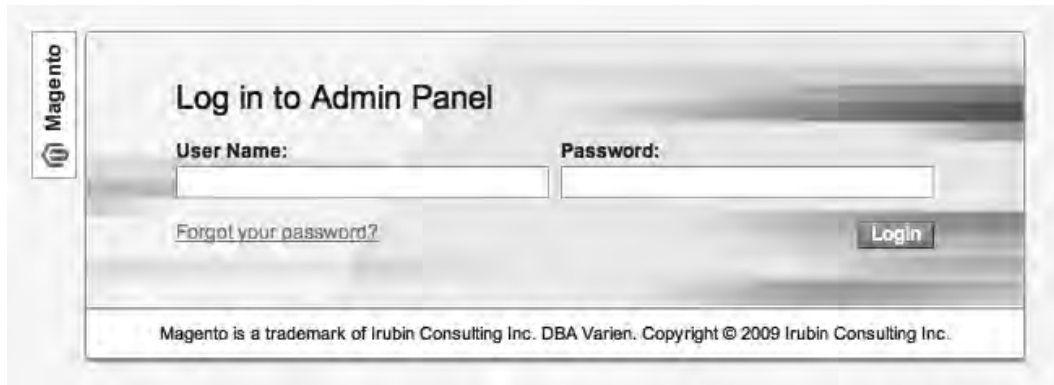 Magento
Log in to Admin Panel
User Name:
Password:
Forgot your password?
Login
Magento is a trademark of Irubin Consulting Inc. DBA Varien. Copyright © 2009 Irubin Consulting Inc.